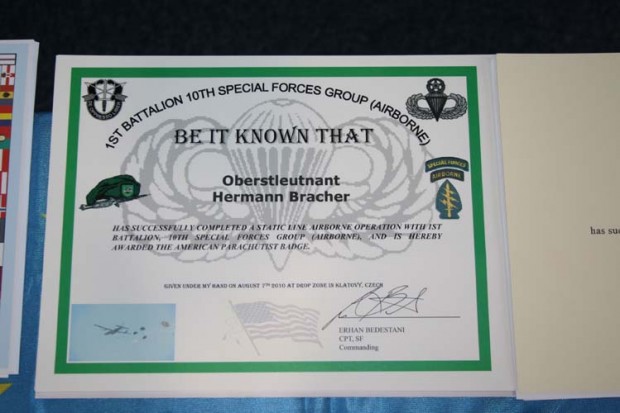 1ST BATTALION 10TH SPECIAL FORCES GROUP (AIRBORNE)
BE IT KNOWN THAT
SPECIAL FORCES
AIRBORNE
Oberstleutnant
Hermann Bracher
HAS SUCCESSFULLY COMPLETED A STATIC LINE AIRBORNE OPERATION WITH 1ST
BATTALION, 10TH SPECIAL FORCES GROUP (AIRBORNE), AND IS HEREBY
AWARDED THE AMERICAN PARACHUTIST BADGE.
GIVEN UNDER MY HAND ON AUGUST 7TH 2010 AT DROP ZONE IN KLATOVY, CZECH
ERHAN BEDESTANI
CPT, SF
Commanding
has suc